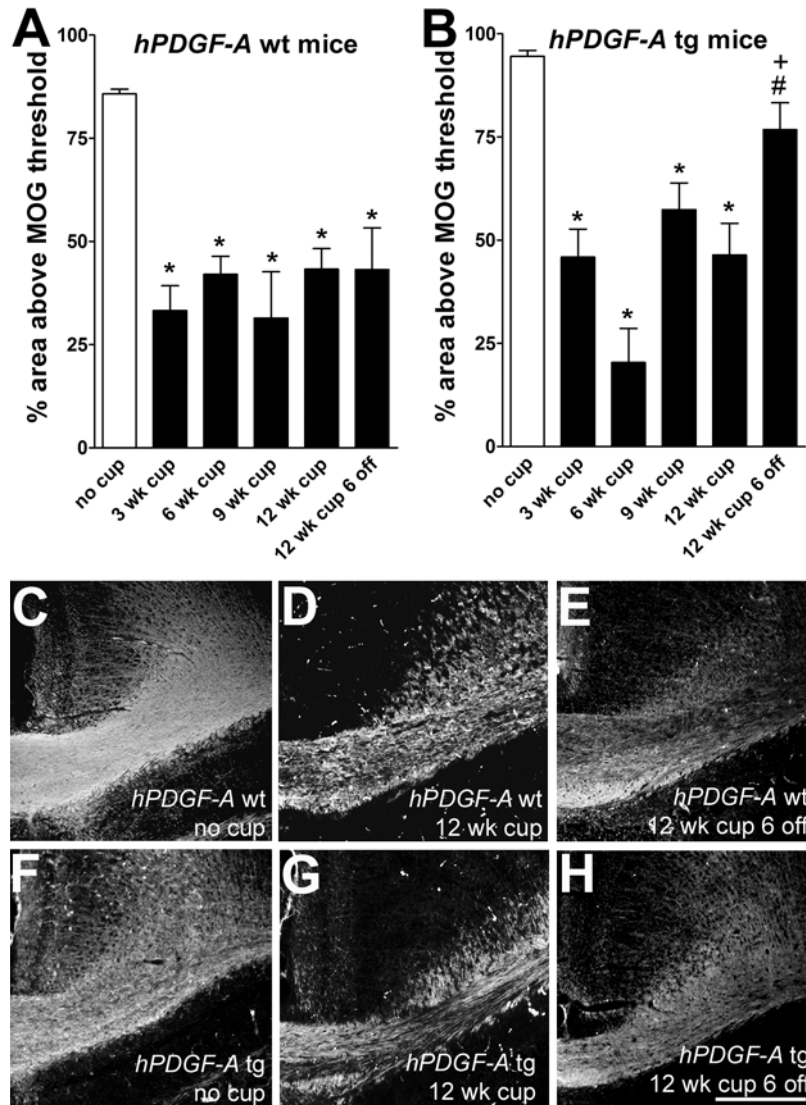 A
hPDGF-A wt mice
% area above MOG threshold
100
75
50
25
0
*
*
*
*
*
no cup
3 wk cup
6 wk cup
9 wk cup
12 wk cup
12 wk cup 6 off
B
hPDGF-A tg mice
% area above MOG threshold
100
75
50
25
0
*
*
*
*
+
#
no cup
3 wk cup
6 wk cup
9 wk cup
12 wk cup
12 wk cup 6 off
C
hPDGF-A wt
no cup
D
hPDGF-A wt
12 wk cup
E
hPDGF-A wt
12 wk cup 6 off
F
hPDGF-A tg
no cup
G
hPDGF-A tg
12 wk cup
H
hPDGF-A tg
12 wk cup 6 off